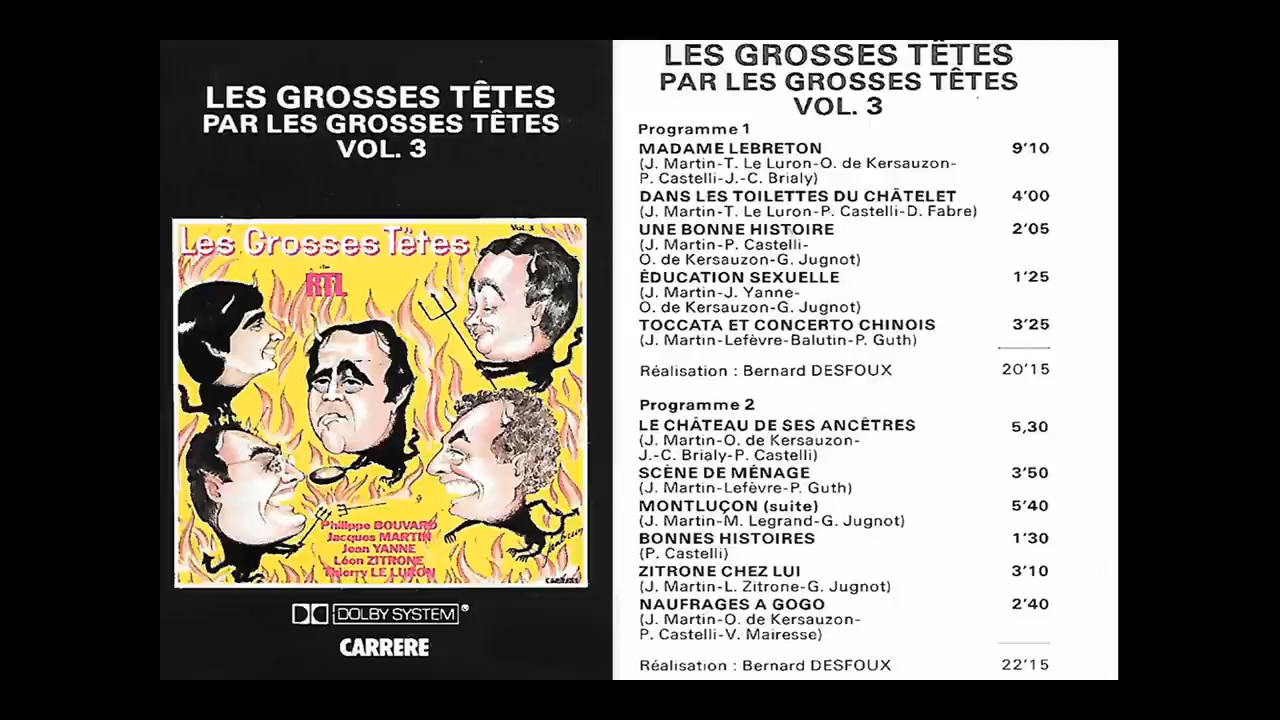 LES GROSSES TÊTES
PAR LES GROSSES TÊTES
VOL. 3
Les Grosses Têtes
Vol. 3
RTL
Philippe BOUVARD
Jacques MARTIN
Jean YANNE
Léon ZITRONE
Thierry LE LURON
CARRERE
DOLBY SYSTEM®
CARRERE
LES GROSSES TÊTES
PAR LES GROSSES TÊTES
VOL. 3
Programme 1
MADAME LEBRETON 9'10
(J. Martin-T. Le Luron-O. de Kersauzon-
P. Castelli-J.-C. Brialy)
DANS LES TOILETTES DU CHÂTELET 4'00
(J. Martin-T. Le Luron-P. Castelli-D. Fabre)
UNE BONNE HISTOIRE 2'05
(J. Martin-P. Castelli-
O. de Kersauzon-G. Jugnot)
ÉDUCATION SEXUELLE 1'25
(J. Martin-J. Yanne-
O. de Kersauzon-G. Jugnot)
TOCCATA ET CONCERTO CHINOIS 3'25
(J. Martin-Lefèvre-Balutin-P. Guth)
Réalisation : Bernard DESFOUX 20'15
Programme 2
LE CHÂTEAU DE SES ANCÊTRES 5,30
(J. Martin-O. de Kersauzon-
J.-C. Brialy-P. Castelli)
SCÈNE DE MÉNAGE 3'50
(J. Martin-Lefèvre-P. Guth)
MONTLUÇON (suite) 5'40
(J. Martin-M. Legrand-G. Jugnot)
BONNES HISTOIRES 1'30
(P. Castelli)
ZITRONE CHEZ LUI 3'10
(J. Martin-L. Zitrone-G. Jugnot)
NAUFRAGES A GOGO 2'40
(J. Martin-O. de Kersauzon-
P. Castelli-V. Mairesse)
Réalisation : Bernard DESFOUX 22'15